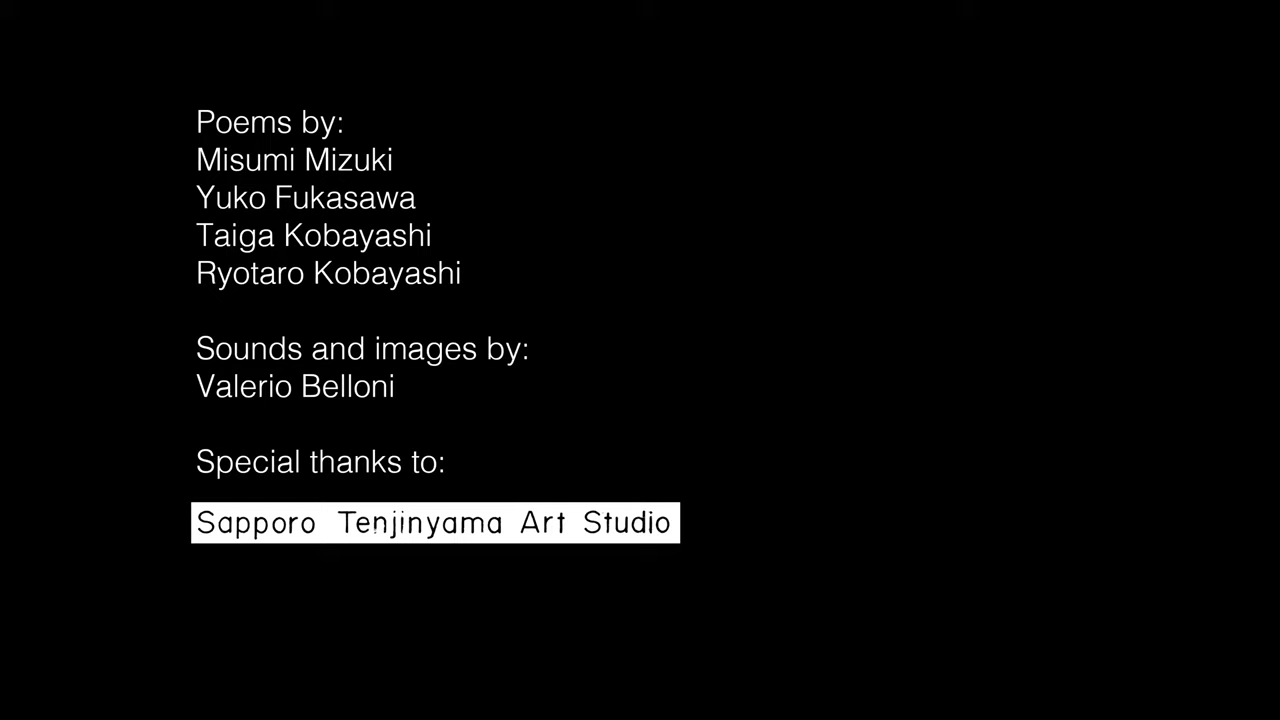 Poems by:
Misumi Mizuki
Yuko Fukasawa
Taiga Kobayashi
Ryotaro Kobayashi
Sounds and images by:
Valerio Belloni
Special thanks to:
Sapporo Tenjinyama Art Studio